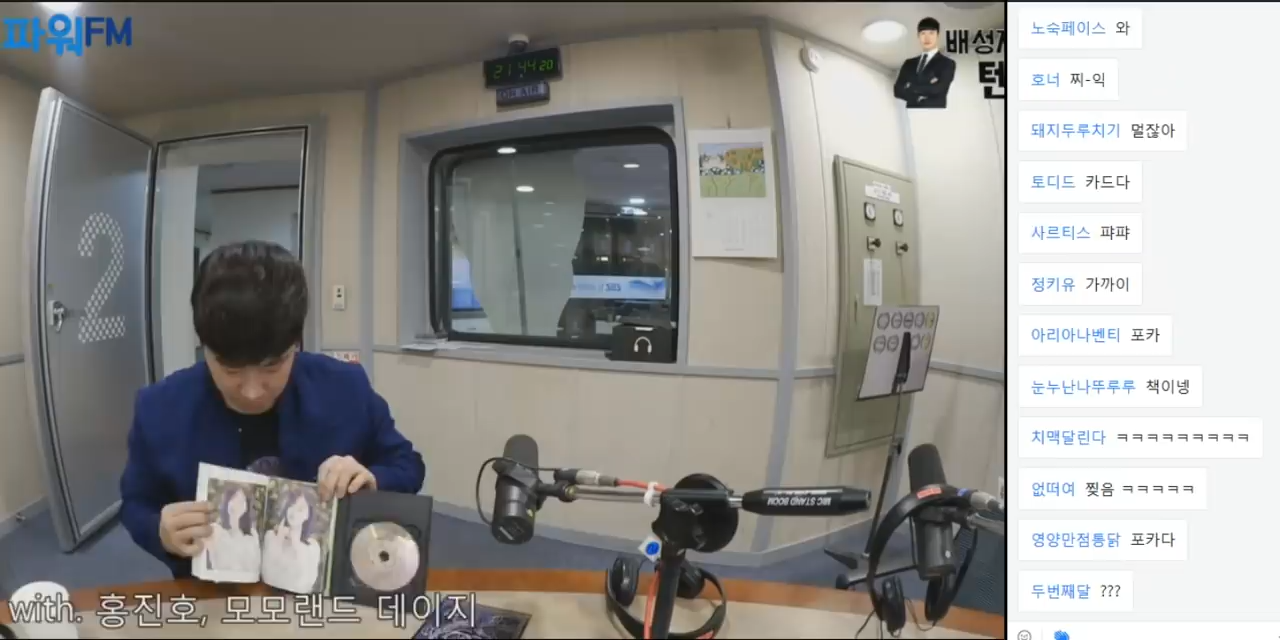 파워FM
21:44 20
ON AIR
배성재
텐
2
SBS
MIC STAND BOOM
with. 홍진호, 모모랜드 데이지
노숙페이스 와
호너 찌-익
돼지두루치기 멀잖아
토디드 카드다
사르티스 퍄퍄
정키유 가까이
아리아나벤티 포카
눈누난나뚜루루 책이넹
치맥달린다 ㅋㅋㅋㅋㅋㅋㅋㅋㅋ
없떠여 찢음 ㅋㅋㅋㅋㅋ
영양만점통닭 포카다
두번째달 ???